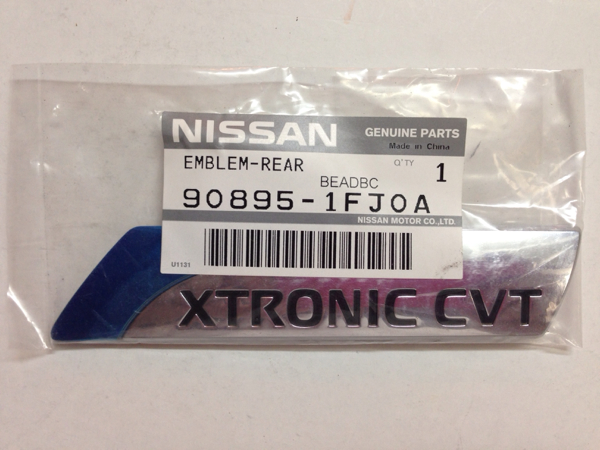 NISSAN GENUINE PARTS
Made in China
EMBLEM-REAR Q'TY 1
BEADBC
90895-1FJ0A
NISSAN MOTOR CO.,LTD.
U1131
XTRONIC CVT